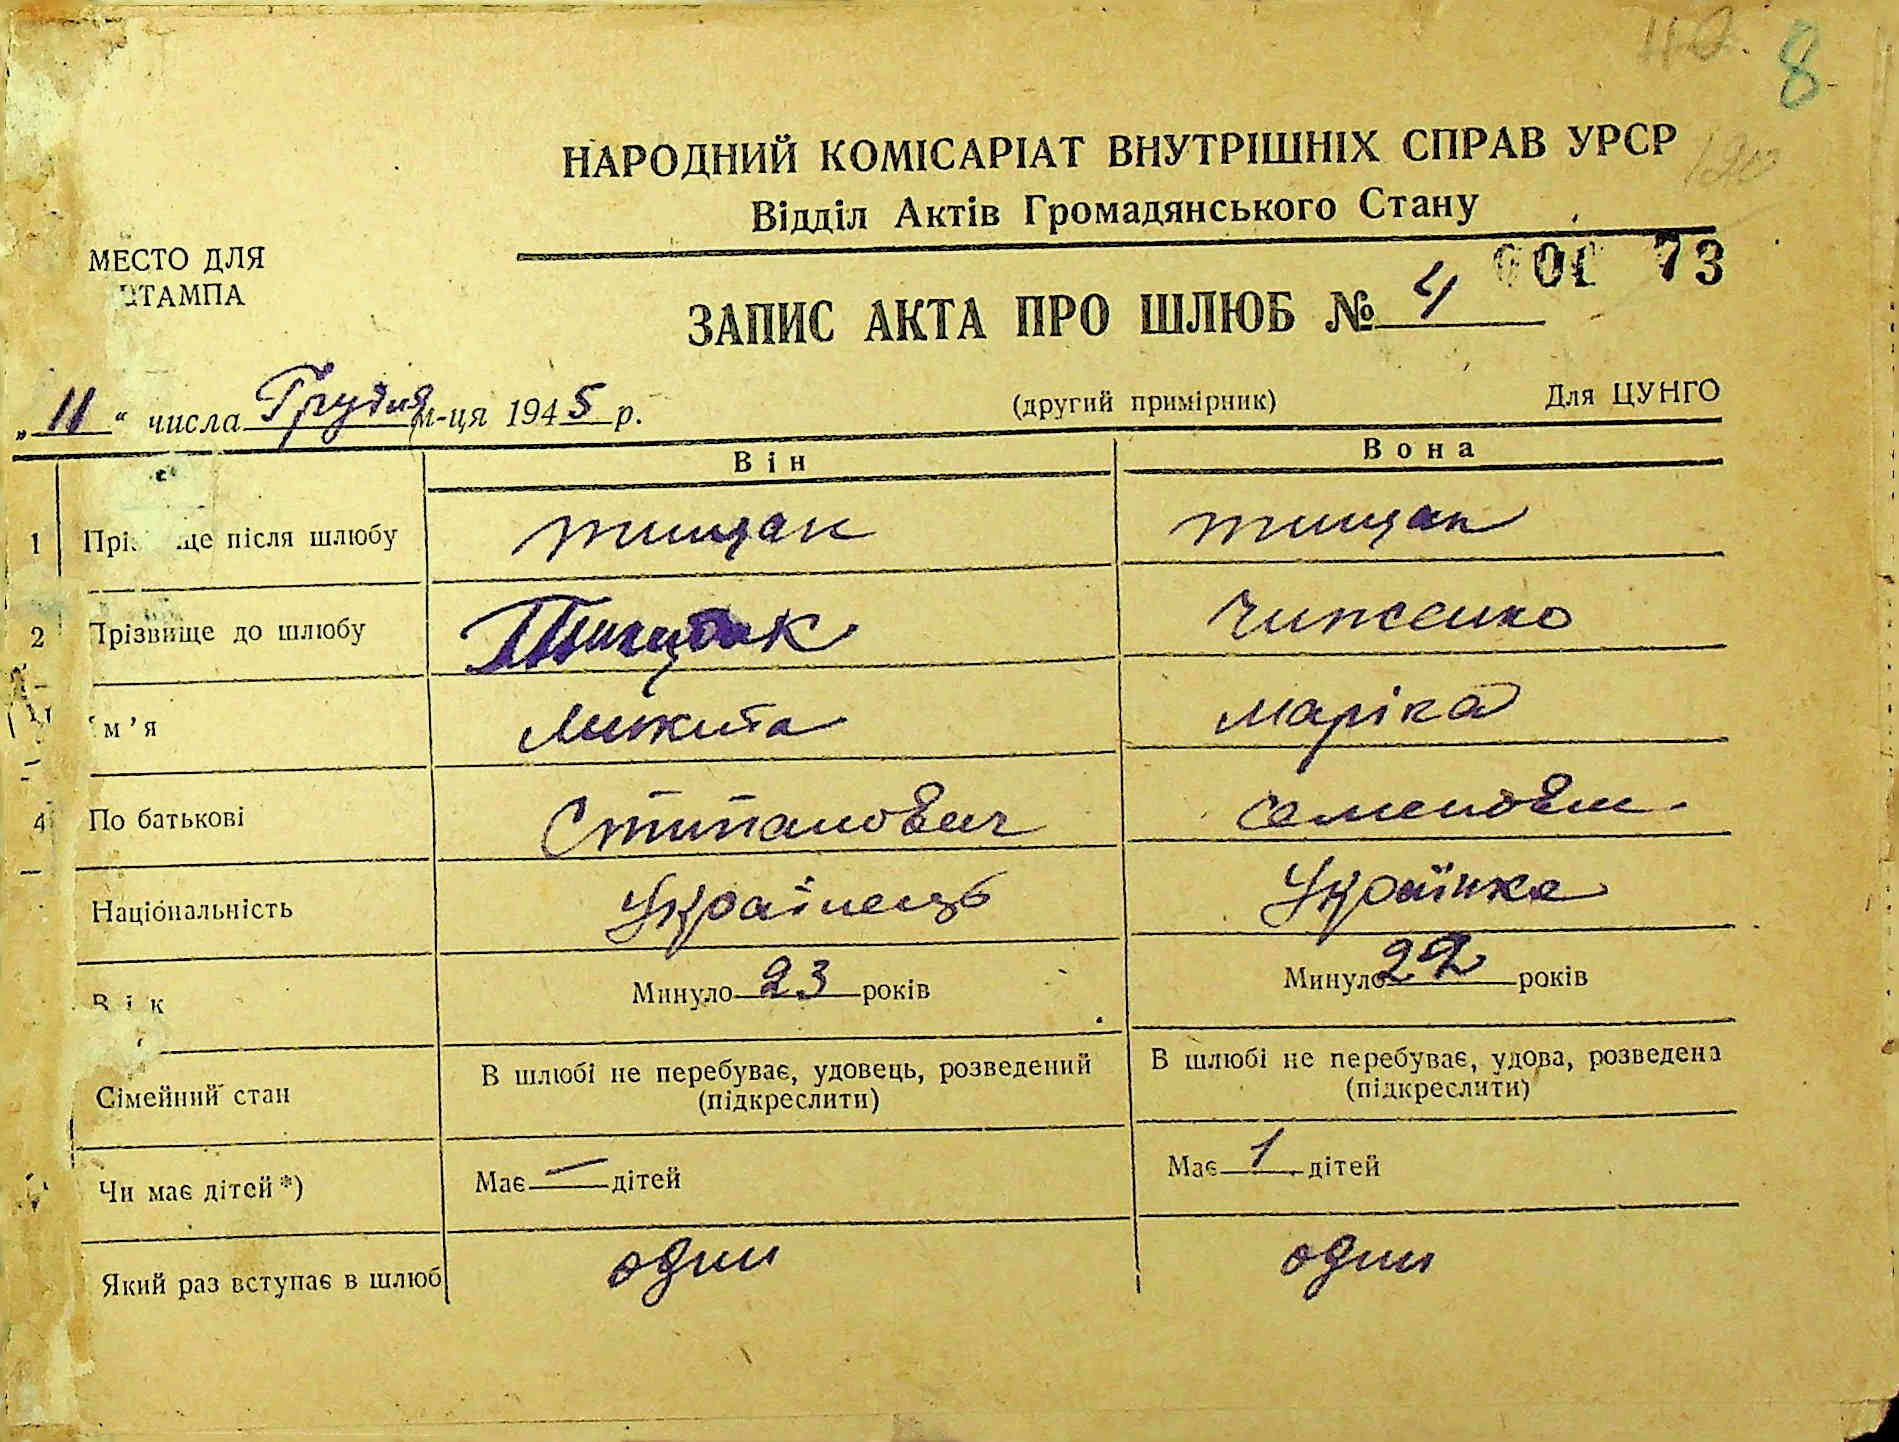 8
НАРОДНИЙ КОМІСАРІАТ ВНУТРІШНІХ СПРАВ УРСР
Відділ Актів Громадянського Стану
МЕСТО ДЛЯ
ШТАМПА
73
ЗАПИС АКТА ПРО ШЛЮБ № 4
„11“ числа Грудня м-ця 1945 р. (другий примірник) Для ЦУНГО
Він Вона
1 Прізвище після шлюбу тищак тищак
2 Прізвище до шлюбу Тищак Чиженко
Ім'я Микита маріка
4 По батькові Стипанович
Національність Українець Українка
Вік Минуло 23 років Минуло 22 років
Сімейний стан В шлюбі не перебуває, удовець, розведений (підкреслити) В шлюбі не перебуває, удова, розведена (підкреслити)
Чи має дітей *) Має — дітей Має 1 дітей
Який раз вступає в шлюб один один